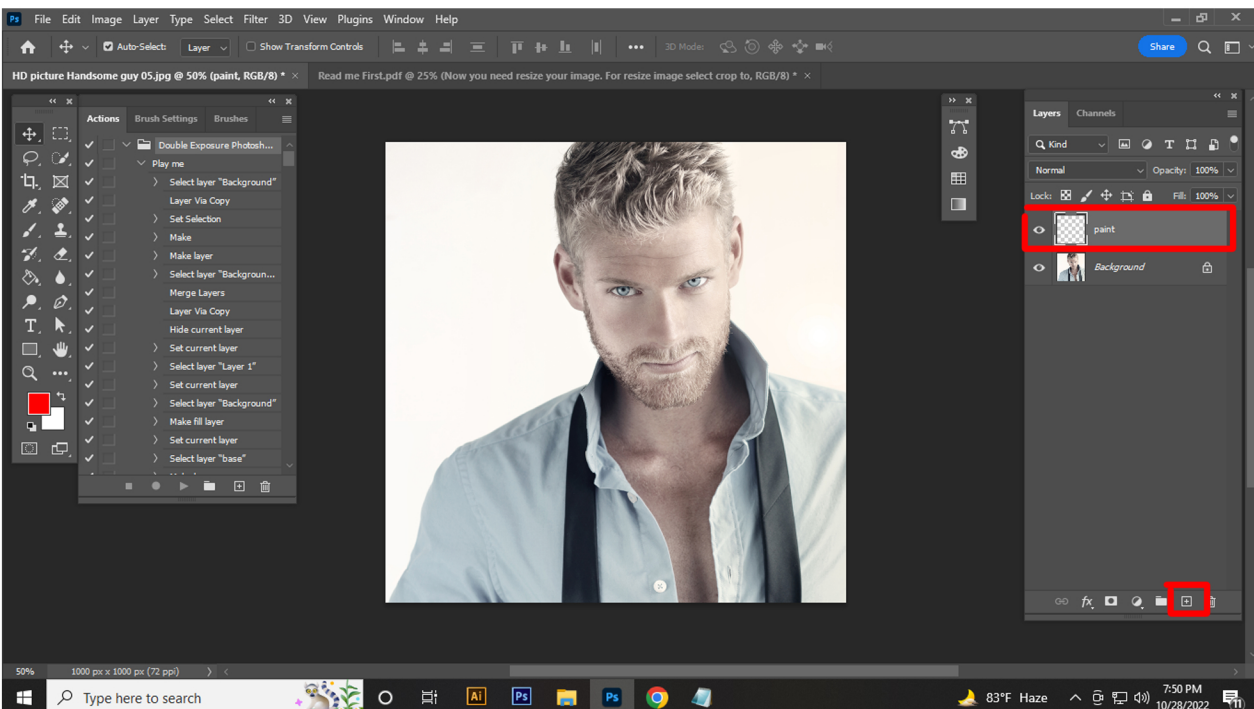 Ps File Edit Image Layer Type Select Filter 3D View Plugins Window Help
Auto-Select: Layer Show Transform Controls 3D Mode: Share
HD picture Handsome guy 05.jpg @ 50% (paint, RGB/8) * × Read me First.pdf @ 25% (Now you need resize your image. For resize image select crop to, RGB/8) * ×
Actions Brush Settings Brushes
Double Exposure Photosh...
Play me
Select layer "Background"
Layer Via Copy
Set Selection
Make
Make layer
Select layer "Backgroun...
Merge Layers
Layer Via Copy
Hide current layer
Set current layer
Select layer "Layer 1"
Set current layer
Select layer "Background"
Make fill layer
Set current layer
Select layer "base"
Layers Channels
Kind
Normal Opacity: 100%
Lock: Fill: 100%
paint
Background
fx
50% 1000 px x 1000 px (72 ppi)
Type here to search Ai Ps Ps 83°F Haze 7:50 PM
10/28/2022
11